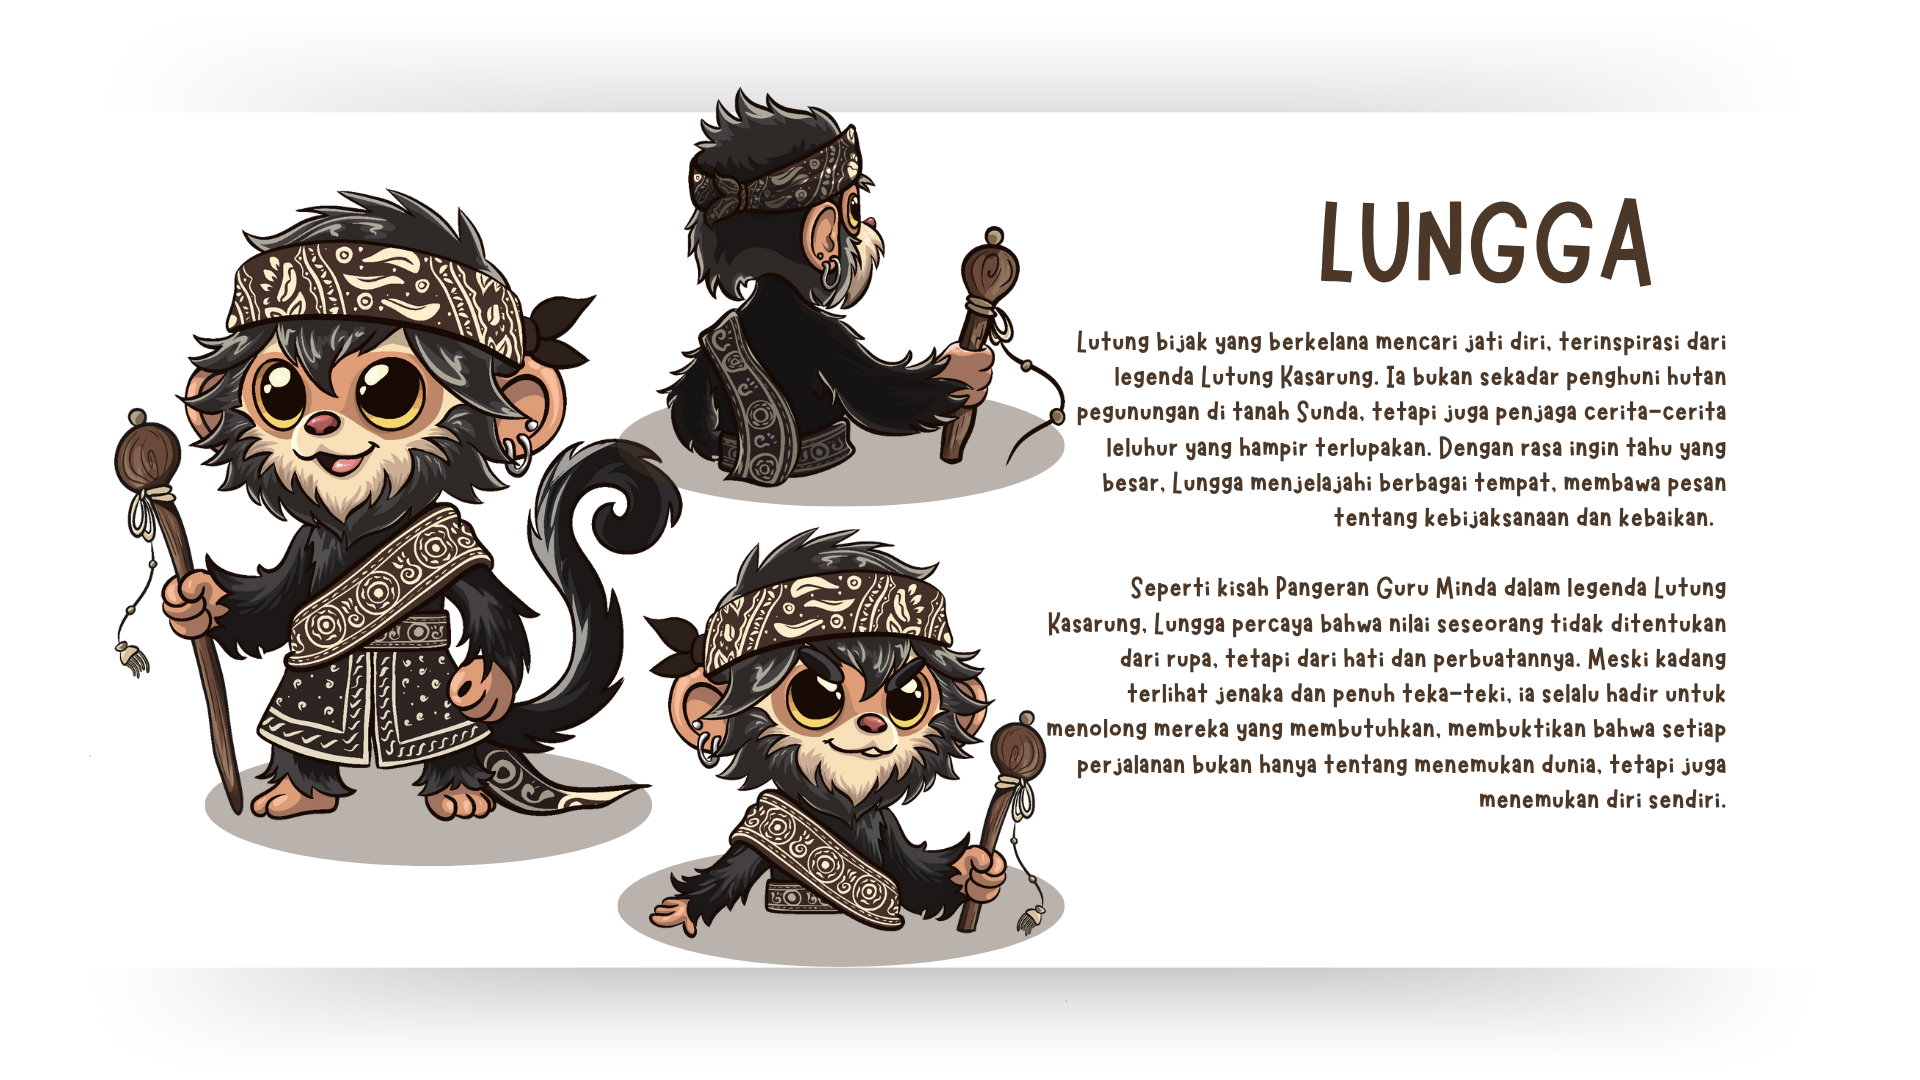 LUNGGA
Lutung bijak yang berkelana mencari jati diri, terinspirasi dari
legenda Lutung Kasarung. Ia bukan sekadar penghuni hutan
pegunungan di tanah Sunda, tetapi juga penjaga cerita-cerita
leluhur yang hampir terlupakan. Dengan rasa ingin tahu yang
besar, Lungga menjelajahi berbagai tempat, membawa pesan
tentang kebijaksanaan dan kebaikan.
Seperti kisah Pangeran Guru Minda dalam legenda Lutung
Kasarung, Lungga percaya bahwa nilai seseorang tidak ditentukan
dari rupa, tetapi dari hati dan perbuatannya. Meski kadang
terlihat jenaka dan penuh teka-teki, ia selalu hadir untuk
menolong mereka yang membutuhkan, membuktikan bahwa setiap
perjalanan bukan hanya tentang menemukan dunia, tetapi juga
menemukan diri sendiri.